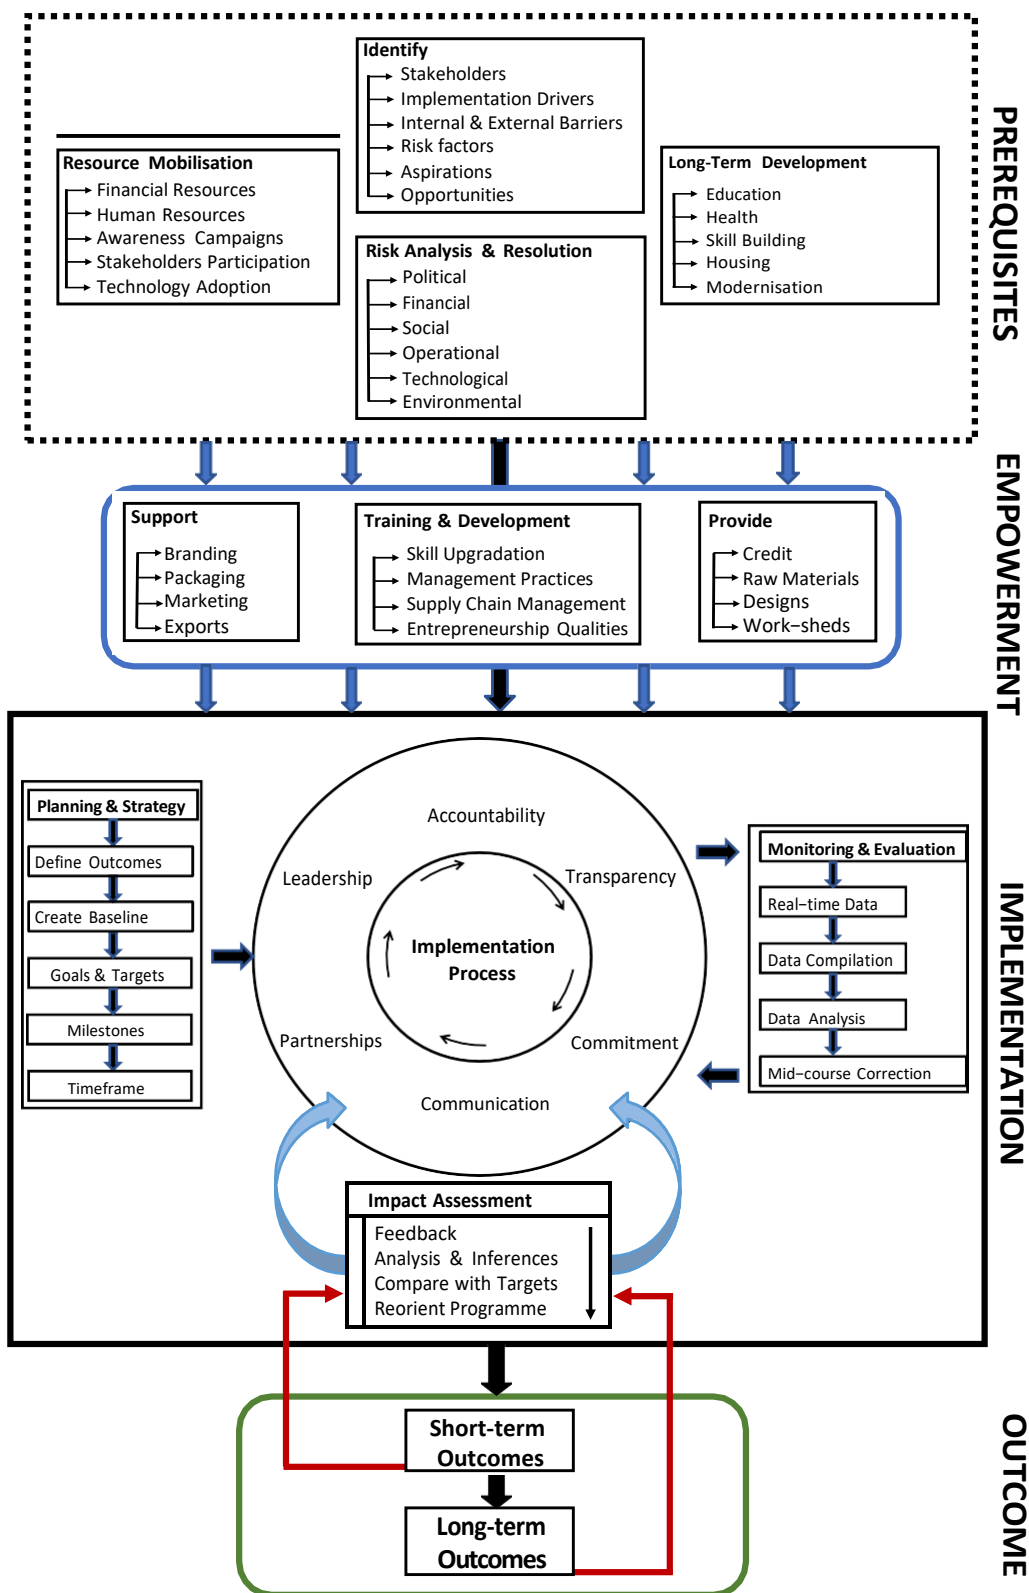 Identify
Stakeholders
Implementation Drivers
Internal & External Barriers
Risk factors
Aspirations
Opportunities
Resource Mobilisation
Financial Resources
Human Resources
Awareness Campaigns
Stakeholders Participation
Technology Adoption
Long-Term Development
Education
Health
Skill Building
Housing
Modernisation
Risk Analysis & Resolution
Political
Financial
Social
Operational
Technological
Environmental
PREREQUISITES
Support
Branding
Packaging
Marketing
Exports
Training & Development
Skill Upgradation
Management Practices
Supply Chain Management
Entrepreneurship Qualities
Provide
Credit
Raw Materials
Designs
Work−sheds
EMPOWERMENT
Planning & Strategy
Define Outcomes
Create Baseline
Goals & Targets
Milestones
Timeframe
Accountability
Leadership
Transparency
Implementation
Process
Partnerships
Commitment
Communication
Monitoring & Evaluation
Real−time Data
Data Compilation
Data Analysis
Mid−course Correction
Impact Assessment
Feedback
Analysis & Inferences
Compare with Targets
Reorient Programme
IMPLEMENTATION
Short-term
Outcomes
Long-term
Outcomes
OUTCOME